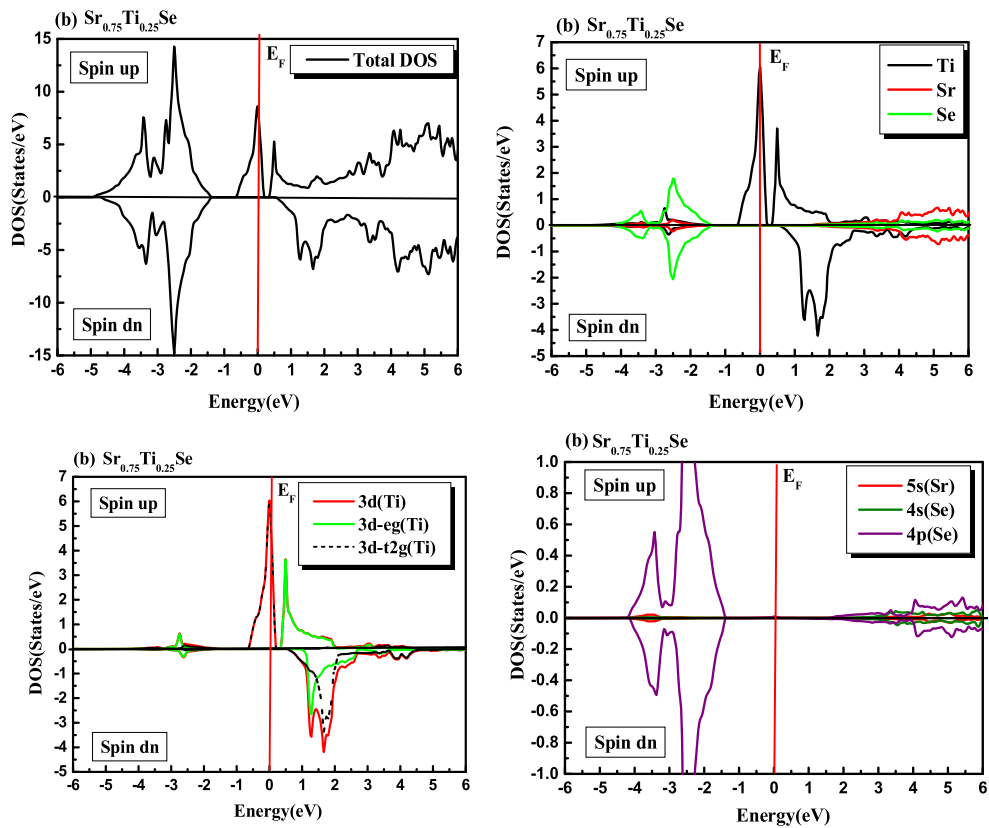 (b) Sr0.75Ti0.25Se
15
10
5
0
-5
-10
-15
DOS(States/eV)
Spin up
EF
Total DOS
Spin dn
-6 -5 -4 -3 -2 -1 0 1 2 3 4 5 6
Energy(eV)
(b) Sr0.75Ti0.25Se
7
6
5
4
3
2
1
0
-1
-2
-3
-4
-5
DOS(States/eV)
Spin up
EF
Ti
Sr
Se
Spin dn
-6 -5 -4 -3 -2 -1 0 1 2 3 4 5 6
Energy(eV)
(b) Sr0.75Ti0.25Se
7
6
5
4
3
2
1
0
-1
-2
-3
-4
-5
DOS(States/eV)
Spin up
EF
3d(Ti)
3d-eg(Ti)
3d-t2g(Ti)
Spin dn
-6 -5 -4 -3 -2 -1 0 1 2 3 4 5 6
Energy(eV)
(b) Sr0.75Ti0.25Se
1.0
0.8
0.6
0.4
0.2
0.0
-0.2
-0.4
-0.6
-0.8
-1.0
DOS(States/eV)
Spin up
EF
5s(Sr)
4s(Se)
4p(Se)
Spin dn
-6 -5 -4 -3 -2 -1 0 1 2 3 4 5 6
Energy(eV)